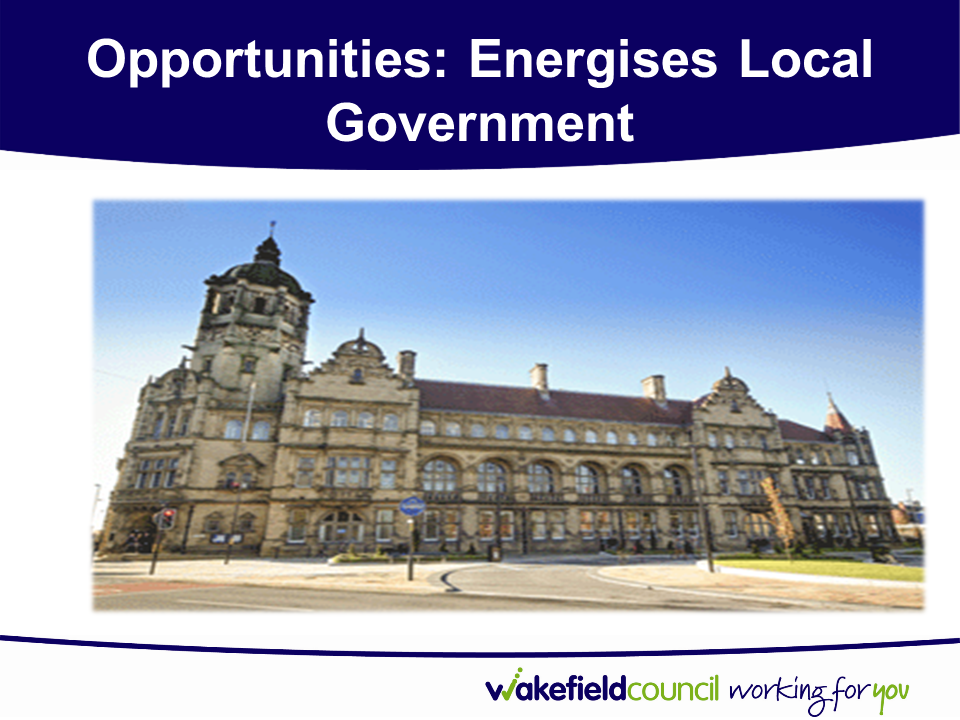 Opportunities: Energises Local
Government
wakefieldcouncil working for you